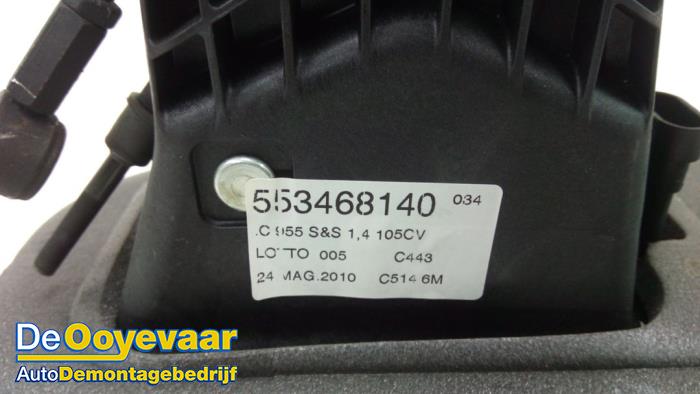 553468140 034
.C 955 S&S 1,4 105CV
LOTTO 005 C443
24 MAG.2010 C514 6M
De Ooyevaar
AutoDemontagebedrijf